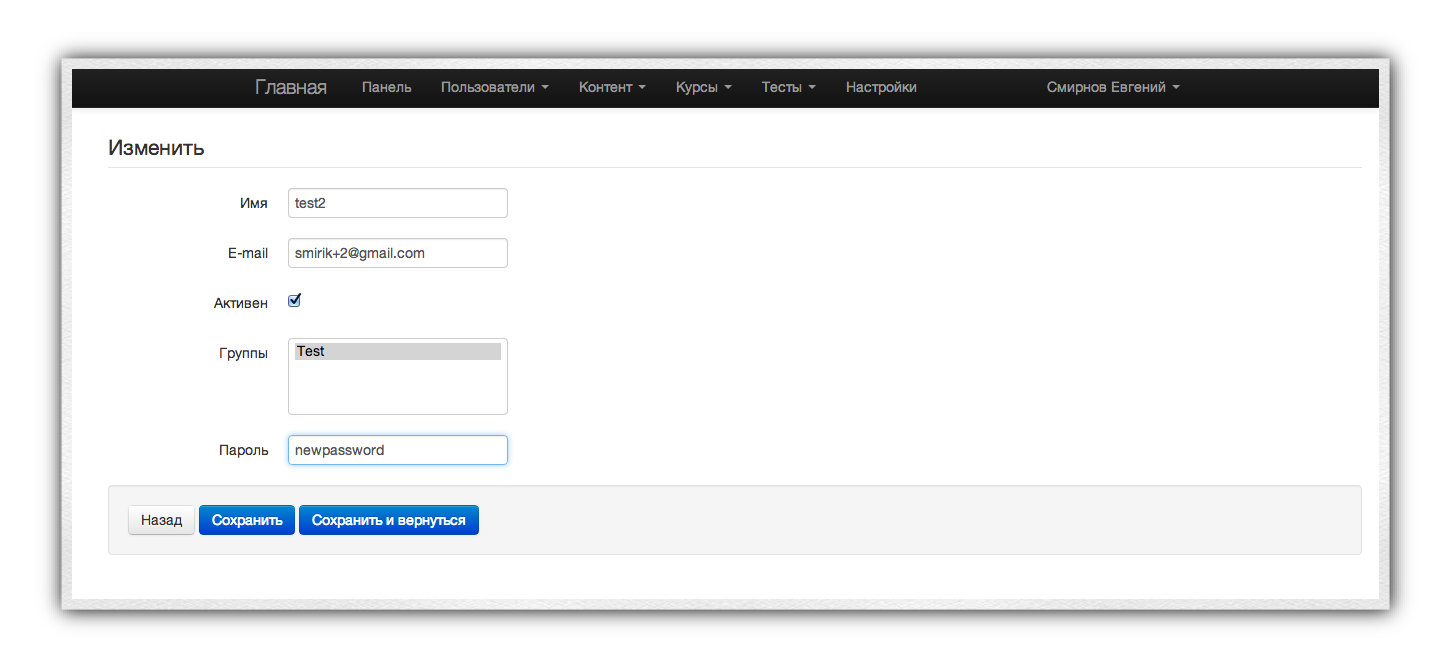 Главная Панель Пользователи Контент Курсы Тесты Настройки Смирнов Евгений
Изменить
Имя test2
E-mail smirik+2@gmail.com
Активен
Группы Test
Пароль newpassword
Назад Сохранить Сохранить и вернуться